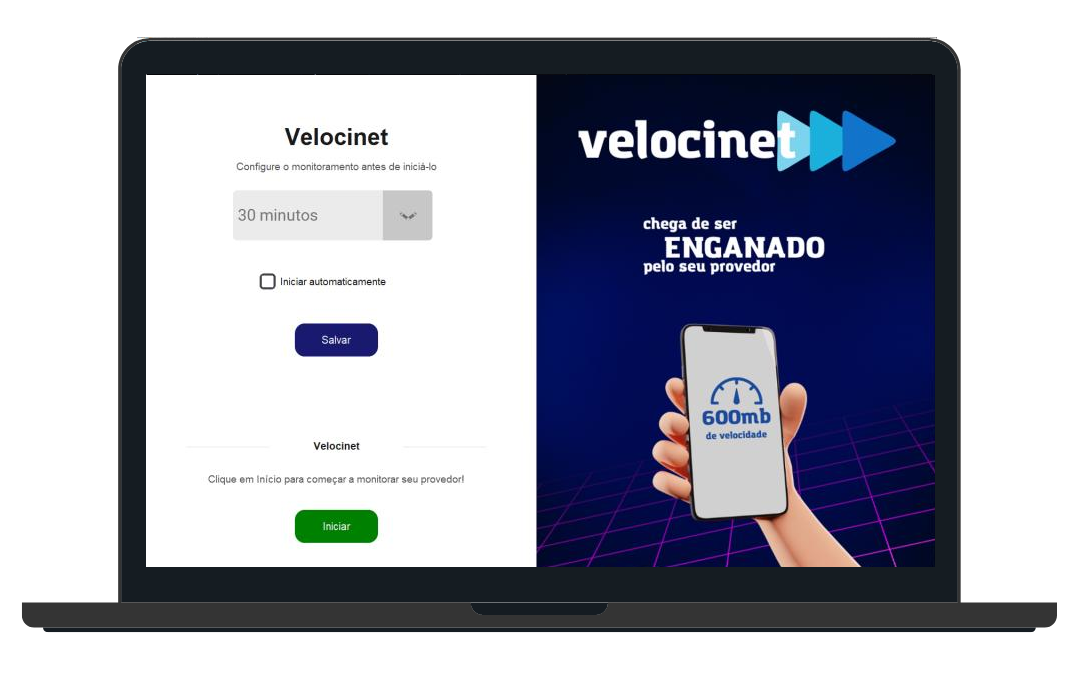 Velocinet
Configure o monitoramento antes de iniciá-lo
30 minutos
Iniciar automaticamente
Salvar
Velocinet
Clique em Início para começar a monitorar seu provedor!
Iniciar
velocinet
chega de ser
ENGANADO
pelo seu provedor
600mb
de velocidade